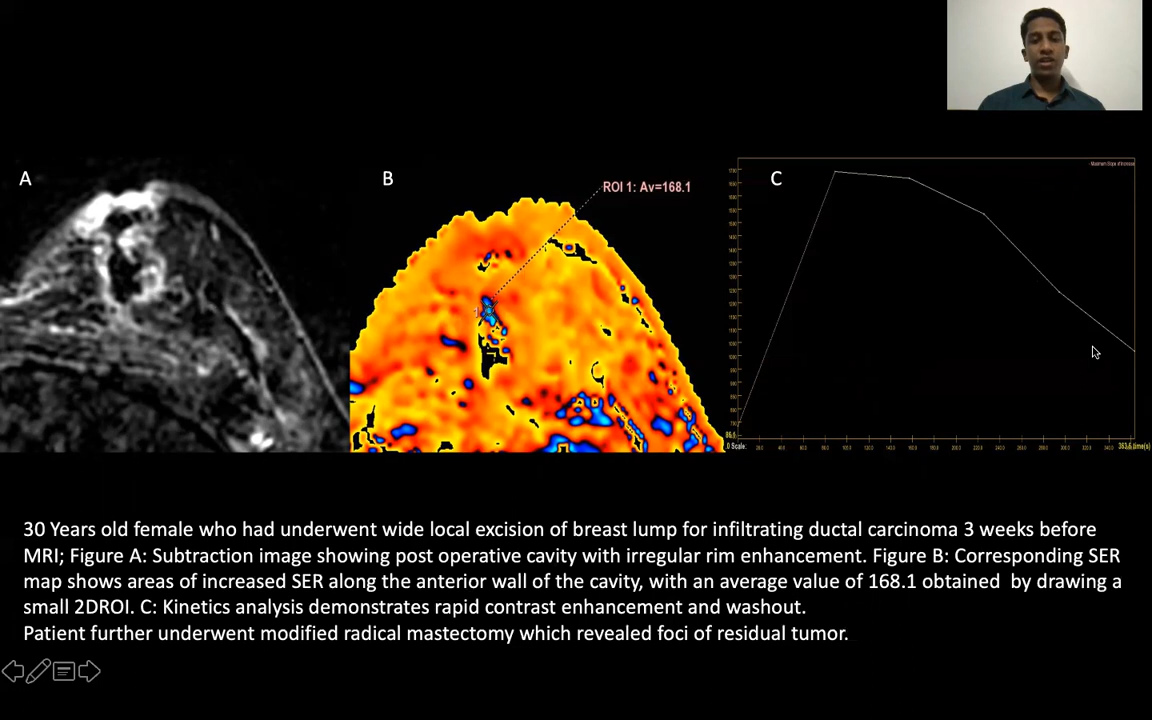 A
B
ROI 1: Av=168.1
C
30 Years old female who had underwent wide local excision of breast lump for infiltrating ductal carcinoma 3 weeks before
MRI; Figure A: Subtraction image showing post operative cavity with irregular rim enhancement. Figure B: Corresponding SER
map shows areas of increased SER along the anterior wall of the cavity, with an average value of 168.1 obtained by drawing a
small 2DROI. C: Kinetics analysis demonstrates rapid contrast enhancement and washout.
Patient further underwent modified radical mastectomy which revealed foci of residual tumor.